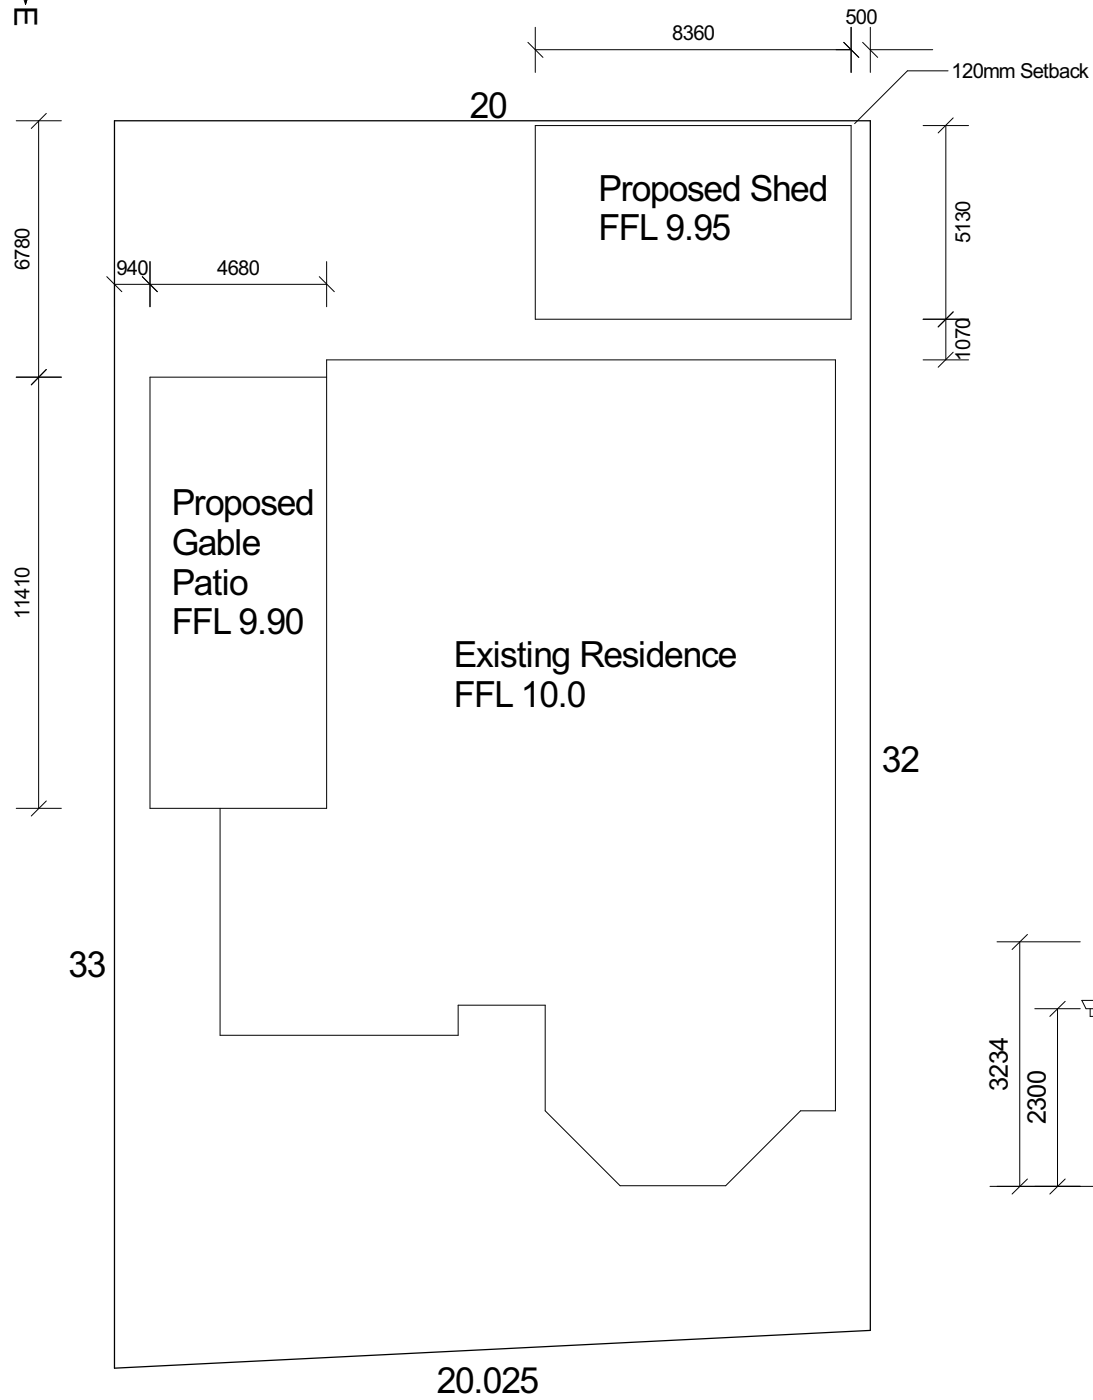 E
8360
500
120mm Setback
20
Proposed Shed
FFL 9.95
5130
6780
940
4680
1070
Proposed
Gable
Patio
FFL 9.90
11410
Existing Residence
FFL 10.0
32
33
3234
2300
20.025